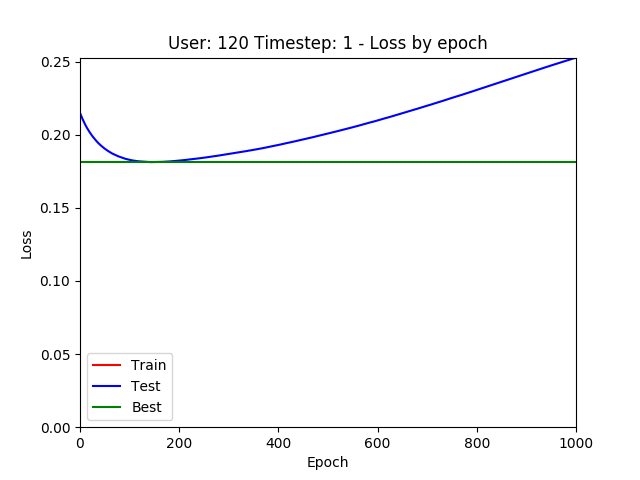 User: 120 Timestep: 1 - Loss by epoch
0.25
0.20
0.15
0.10
0.05
0.00
Loss
Train
Test
Best
0 200 400 600 800 1000
Epoch